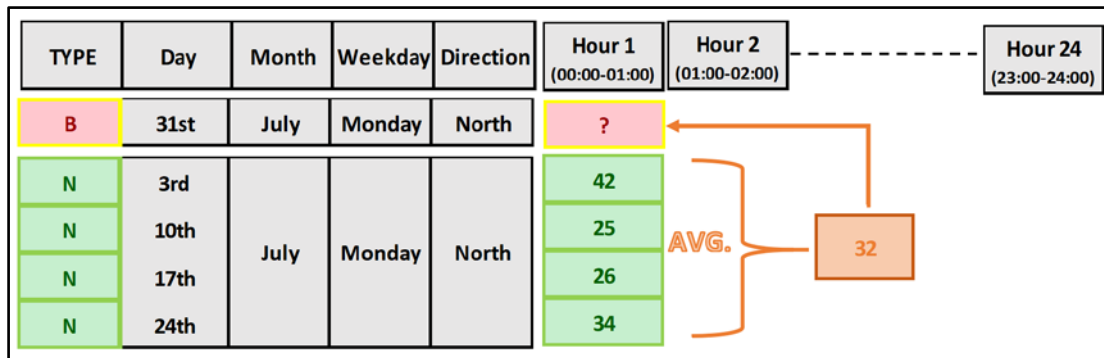 TYPE Day Month Weekday Direction Hour 1 Hour 2 Hour 24
(00:00-01:00) (01:00-02:00) (23:00-24:00)
B 31st July Monday North ?
N 3rd 42
N 10th 25
July Monday North AVG. 32
N 17th 26
N 24th 34